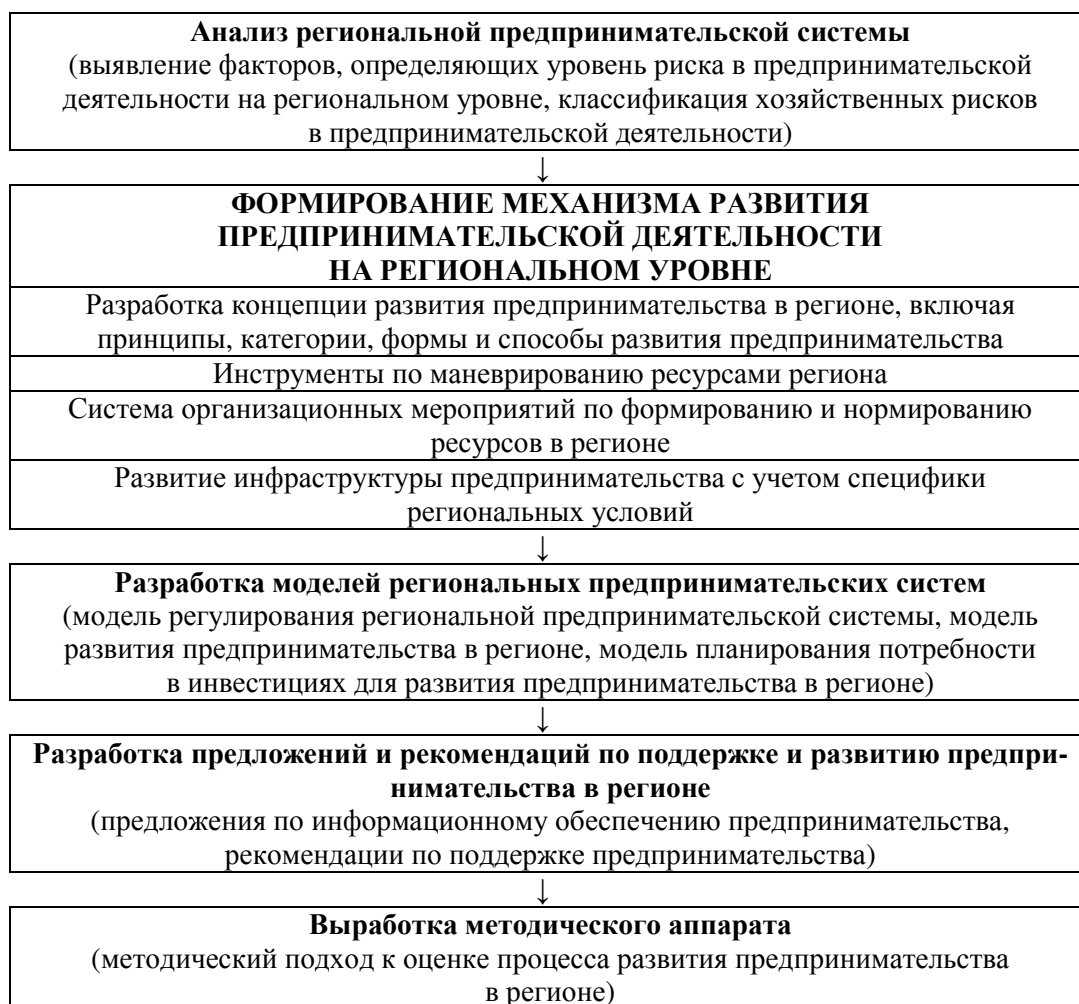 Анализ региональной предпринимательской системы
(выявление факторов, определяющих уровень риска в предпринимательской
деятельности на региональном уровне, классификация хозяйственных рисков
в предпринимательской деятельности)
↓
ФОРМИРОВАНИЕ МЕХАНИЗМА РАЗВИТИЯ
ПРЕДПРИНИМАТЕЛЬСКОЙ ДЕЯТЕЛЬНОСТИ
НА РЕГИОНАЛЬНОМ УРОВНЕ
Разработка концепции развития предпринимательства в регионе, включая
принципы, категории, формы и способы развития предпринимательства
Инструменты по маневрированию ресурсами региона
Система организационных мероприятий по формированию и нормированию
ресурсов в регионе
Развитие инфраструктуры предпринимательства с учетом специфики
региональных условий
↓
Разработка моделей региональных предпринимательских систем
(модель регулирования региональной предпринимательской системы, модель
развития предпринимательства в регионе, модель планирования потребности
в инвестициях для развития предпринимательства в регионе)
↓
Разработка предложений и рекомендаций по поддержке и развитию предпри-
нимательства в регионе
(предложения по информационному обеспечению предпринимательства,
рекомендации по поддержке предпринимательства)
↓
Выработка методического аппарата
(методический подход к оценке процесса развития предпринимательства
в регионе)